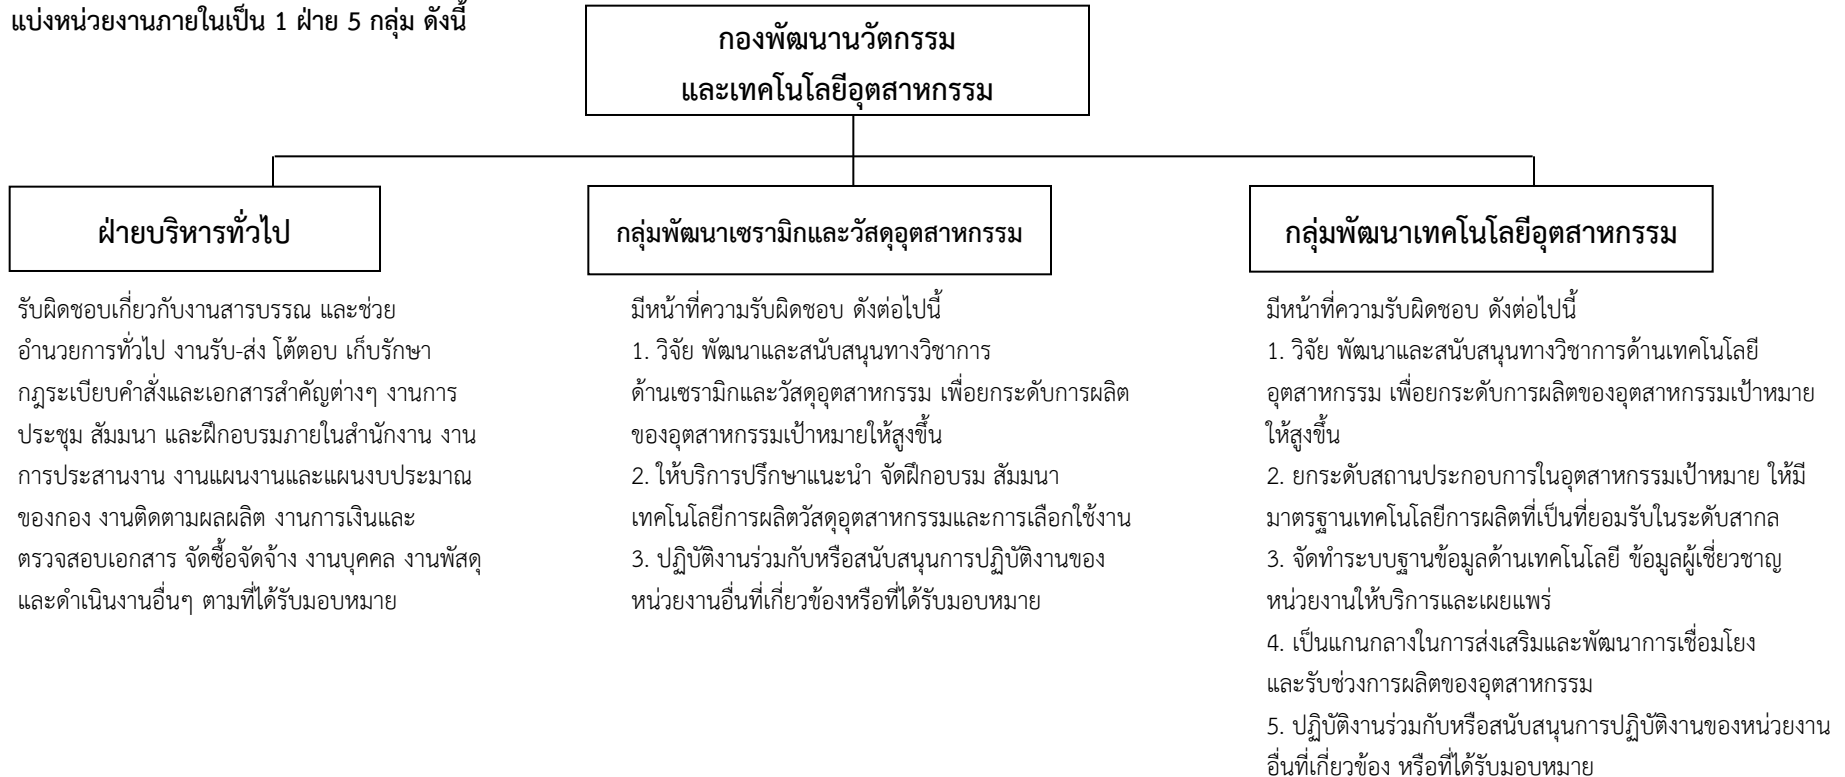 แบ่งหน่วยงานภายในเป็น 1 ฝ่าย 5 กลุ่ม ดังนี้
กองพัฒนานวัตกรรม
และเทคโนโลยีอุตสาหกรรม
ฝ่ายบริหารทั่วไป
รับผิดชอบเกี่ยวกับงานสารบรรณ และช่วย
อำนวยการทั่วไป งานรับ-ส่ง โต้ตอบ เก็บรักษา
กฎระเบียบคำสั่งและเอกสารสำคัญต่างๆ งานการ
ประชุม สัมมนา และฝึกอบรมภายในสำนักงาน งาน
การประสานงาน งานแผนงานและแผนงบประมาณ
ของกอง งานติดตามผลผลิต งานการเงินและ
ตรวจสอบเอกสาร จัดซื้อจัดจ้าง งานบุคคล งานพัสดุ
และดำเนินงานอื่นๆ ตามที่ได้รับมอบหมาย
กลุ่มพัฒนาเซรามิกและวัสดุอุตสาหกรรม
มีหน้าที่ความรับผิดชอบ ดังต่อไปนี้
1. วิจัย พัฒนาและสนับสนุนทางวิชาการ
ด้านเซรามิกและวัสดุอุตสาหกรรม เพื่อยกระดับการผลิต
ของอุตสาหกรรมเป้าหมายให้สูงขึ้น
2. ให้บริการปรึกษาแนะนำ จัดฝึกอบรม สัมมนา
เทคโนโลยีการผลิตวัสดุอุตสาหกรรมและการเลือกใช้งาน
3. ปฏิบัติงานร่วมกับหรือสนับสนุนการปฏิบัติงานของ
หน่วยงานอื่นที่เกี่ยวข้องหรือที่ได้รับมอบหมาย
กลุ่มพัฒนาเทคโนโลยีอุตสาหกรรม
มีหน้าที่ความรับผิดชอบ ดังต่อไปนี้
1. วิจัย พัฒนาและสนับสนุนทางวิชาการด้านเทคโนโลยี
อุตสาหกรรม เพื่อยกระดับการผลิตของอุตสาหกรรมเป้าหมาย
ให้สูงขึ้น
2. ยกระดับสถานประกอบการในอุตสาหกรรมเป้าหมาย ให้มี
มาตรฐานเทคโนโลยีการผลิตที่เป็นที่ยอมรับในระดับสากล
3. จัดทำระบบฐานข้อมูลด้านเทคโนโลยี ข้อมูลผู้เชี่ยวชาญ
หน่วยงานให้บริการและเผยแพร่
4. เป็นแกนกลางในการส่งเสริมและพัฒนาการเชื่อมโยง
และรับช่วงการผลิตของอุตสาหกรรม
5. ปฏิบัติงานร่วมกับหรือสนับสนุนการปฏิบัติงานของหน่วยงาน
อื่นที่เกี่ยวข้อง หรือที่ได้รับมอบหมาย